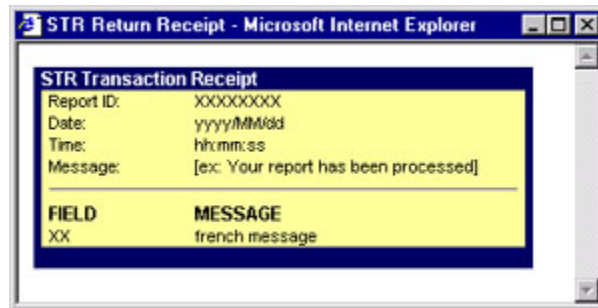 STR Return Receipt - Microsoft Internet Explorer
STR Transaction Receipt
Report ID: XXXXXXXX
Date: yyyy/MM/dd
Time: hh:mm:ss
Message: [ex: Your report has been processed]
FIELD MESSAGE
XX french message